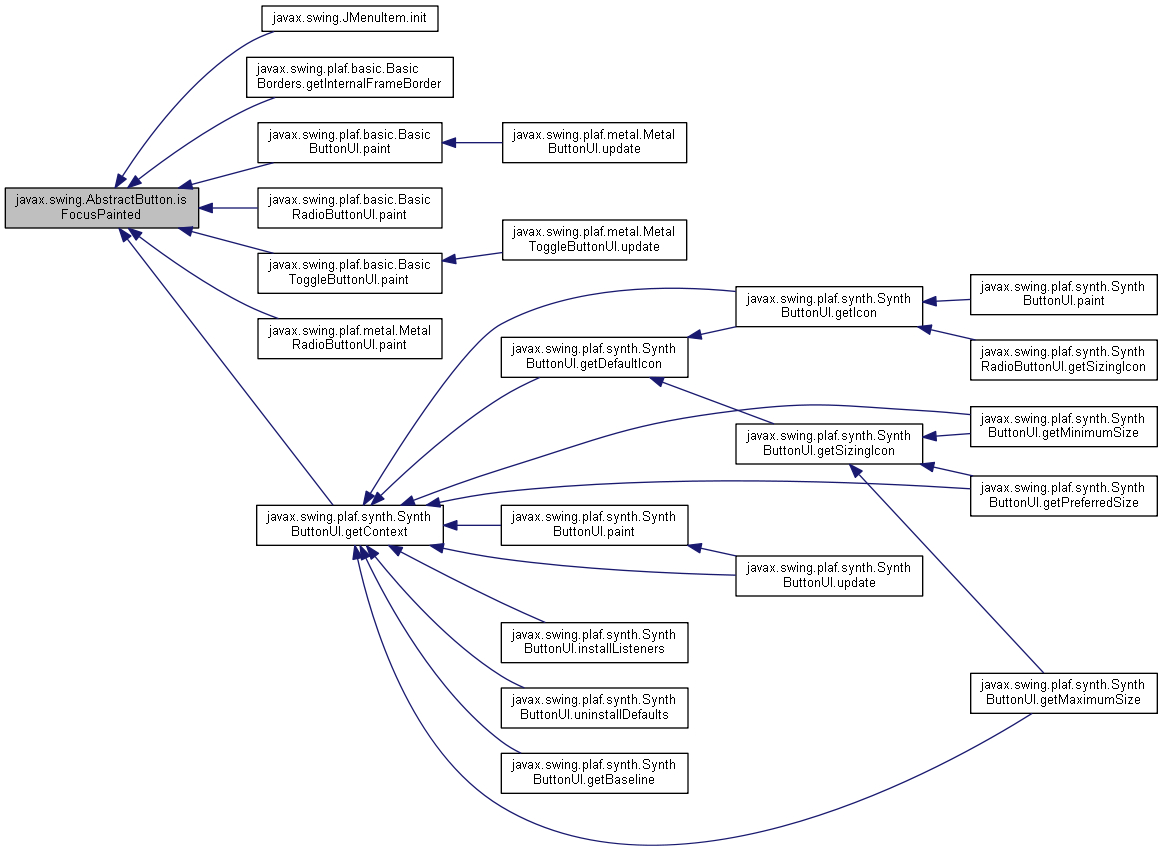 javax.swing.JMenuItem.init
javax.swing.plaf.basic.Basic
Borders.getInternalFrameBorder
javax.swing.plaf.basic.Basic
ButtonUI.paint
javax.swing.plaf.metal.Metal
ButtonUI.update
javax.swing.AbstractButton.is
FocusPainted
javax.swing.plaf.basic.Basic
RadioButtonUI.paint
javax.swing.plaf.metal.Metal
ToggleButtonUI.update
javax.swing.plaf.basic.Basic
ToggleButtonUI.paint
javax.swing.plaf.metal.Metal
RadioButtonUI.paint
javax.swing.plaf.synth.Synth
ButtonUI.getIcon
javax.swing.plaf.synth.Synth
ButtonUI.paint
javax.swing.plaf.synth.Synth
ButtonUI.getDefaultIcon
javax.swing.plaf.synth.Synth
RadioButtonUI.getSizingIcon
javax.swing.plaf.synth.Synth
ButtonUI.getMinimumSize
javax.swing.plaf.synth.Synth
ButtonUI.getSizingIcon
javax.swing.plaf.synth.Synth
ButtonUI.getPreferredSize
javax.swing.plaf.synth.Synth
ButtonUI.getContext
javax.swing.plaf.synth.Synth
ButtonUI.paint
javax.swing.plaf.synth.Synth
ButtonUI.update
javax.swing.plaf.synth.Synth
ButtonUI.installListeners
javax.swing.plaf.synth.Synth
ButtonUI.getMaximumSize
javax.swing.plaf.synth.Synth
ButtonUI.uninstallDefaults
javax.swing.plaf.synth.Synth
ButtonUI.getBaseline